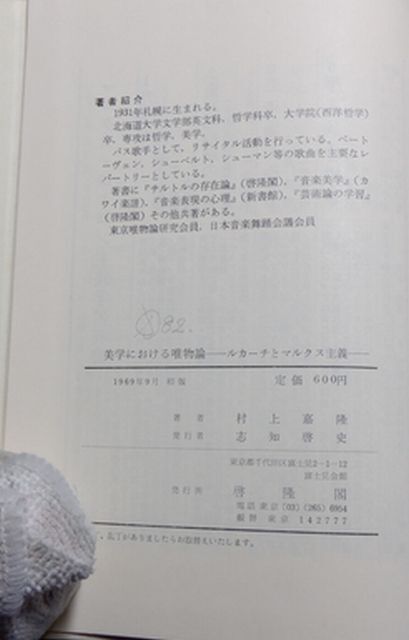 著者紹介
1931年札幌に生まれる。
北海道大学文学部英文科、哲学科卒、大学院(西洋哲学)
卒、専攻は哲学、美学。
バス歌手として、リサイタル活動を行っている。ベート
ーヴェン、シューベルト、シューマン等の歌曲を主要なレ
パートリーとしている。
著書に『サルトルの存在論』(啓隆閣)、『音楽美学』(カ
ワイ楽譜)、『音楽表現の心理』(新書館)、『芸術論の学習』
(啓隆閣)その他共著がある。
東京唯物論研究会員、日本音楽舞踊会議会員
82.
美学における唯物論――ルカーチとマルクス主義――
1969年9月 初版 定価 600円
著者 村上嘉隆
発行者 志知啓史
東京都千代田区富士見2-1-12
富士見会館
発行所 啓隆閣
電話 東京 (03) (265) 6954
振替 東京 142777
、乱丁がありましたらお取替えいたします。